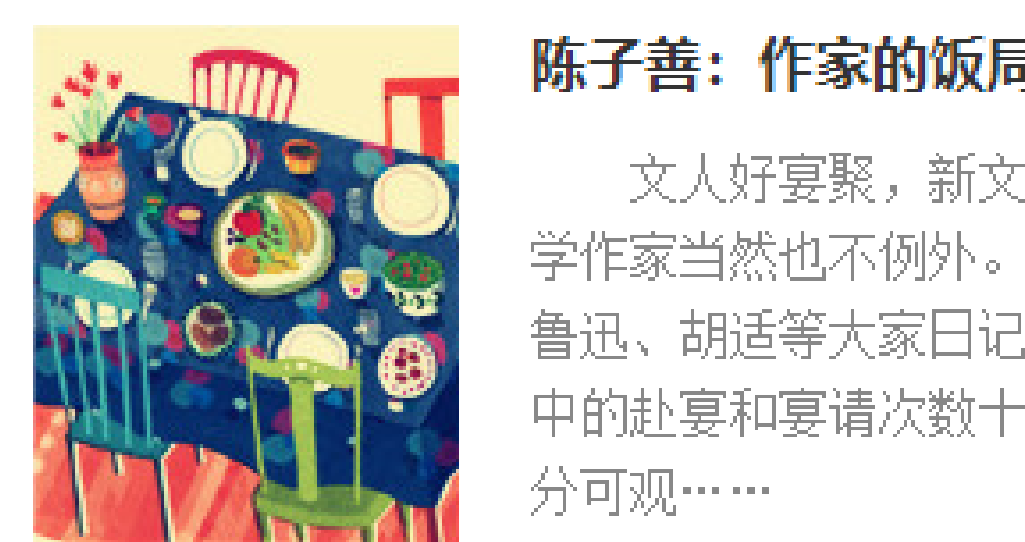 陈子善：作家的饭局
文人好宴聚，新文
学作家当然也不例外。
鲁迅、胡适等大家日记
中的赴宴和宴请次数十
分可观……